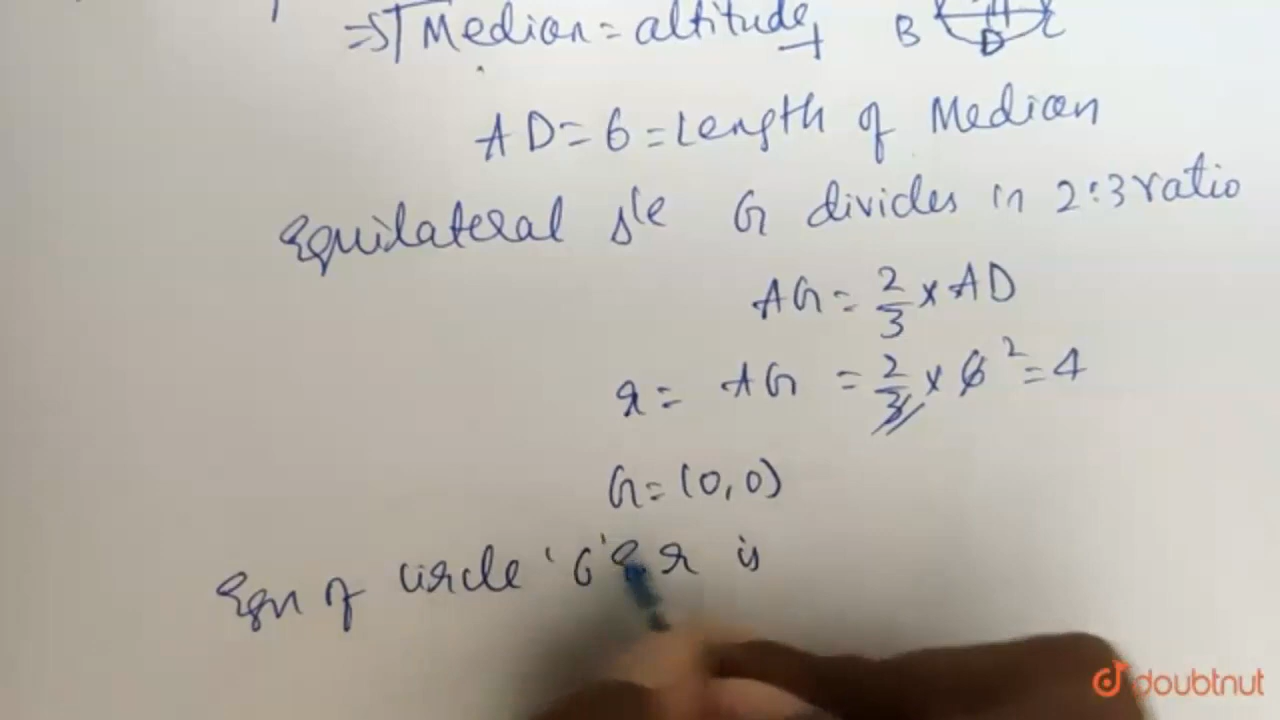 ⇒ Median = altitude B D C
AD = 6 = Length of Median
Equilateral Δle G divides in 2:3 ratio
AG = 2/3 × AD
r = AG = 2/3 × 6 2 = 4
G = (0,0)
Eqn of circle 'G' & r is
doubtnut